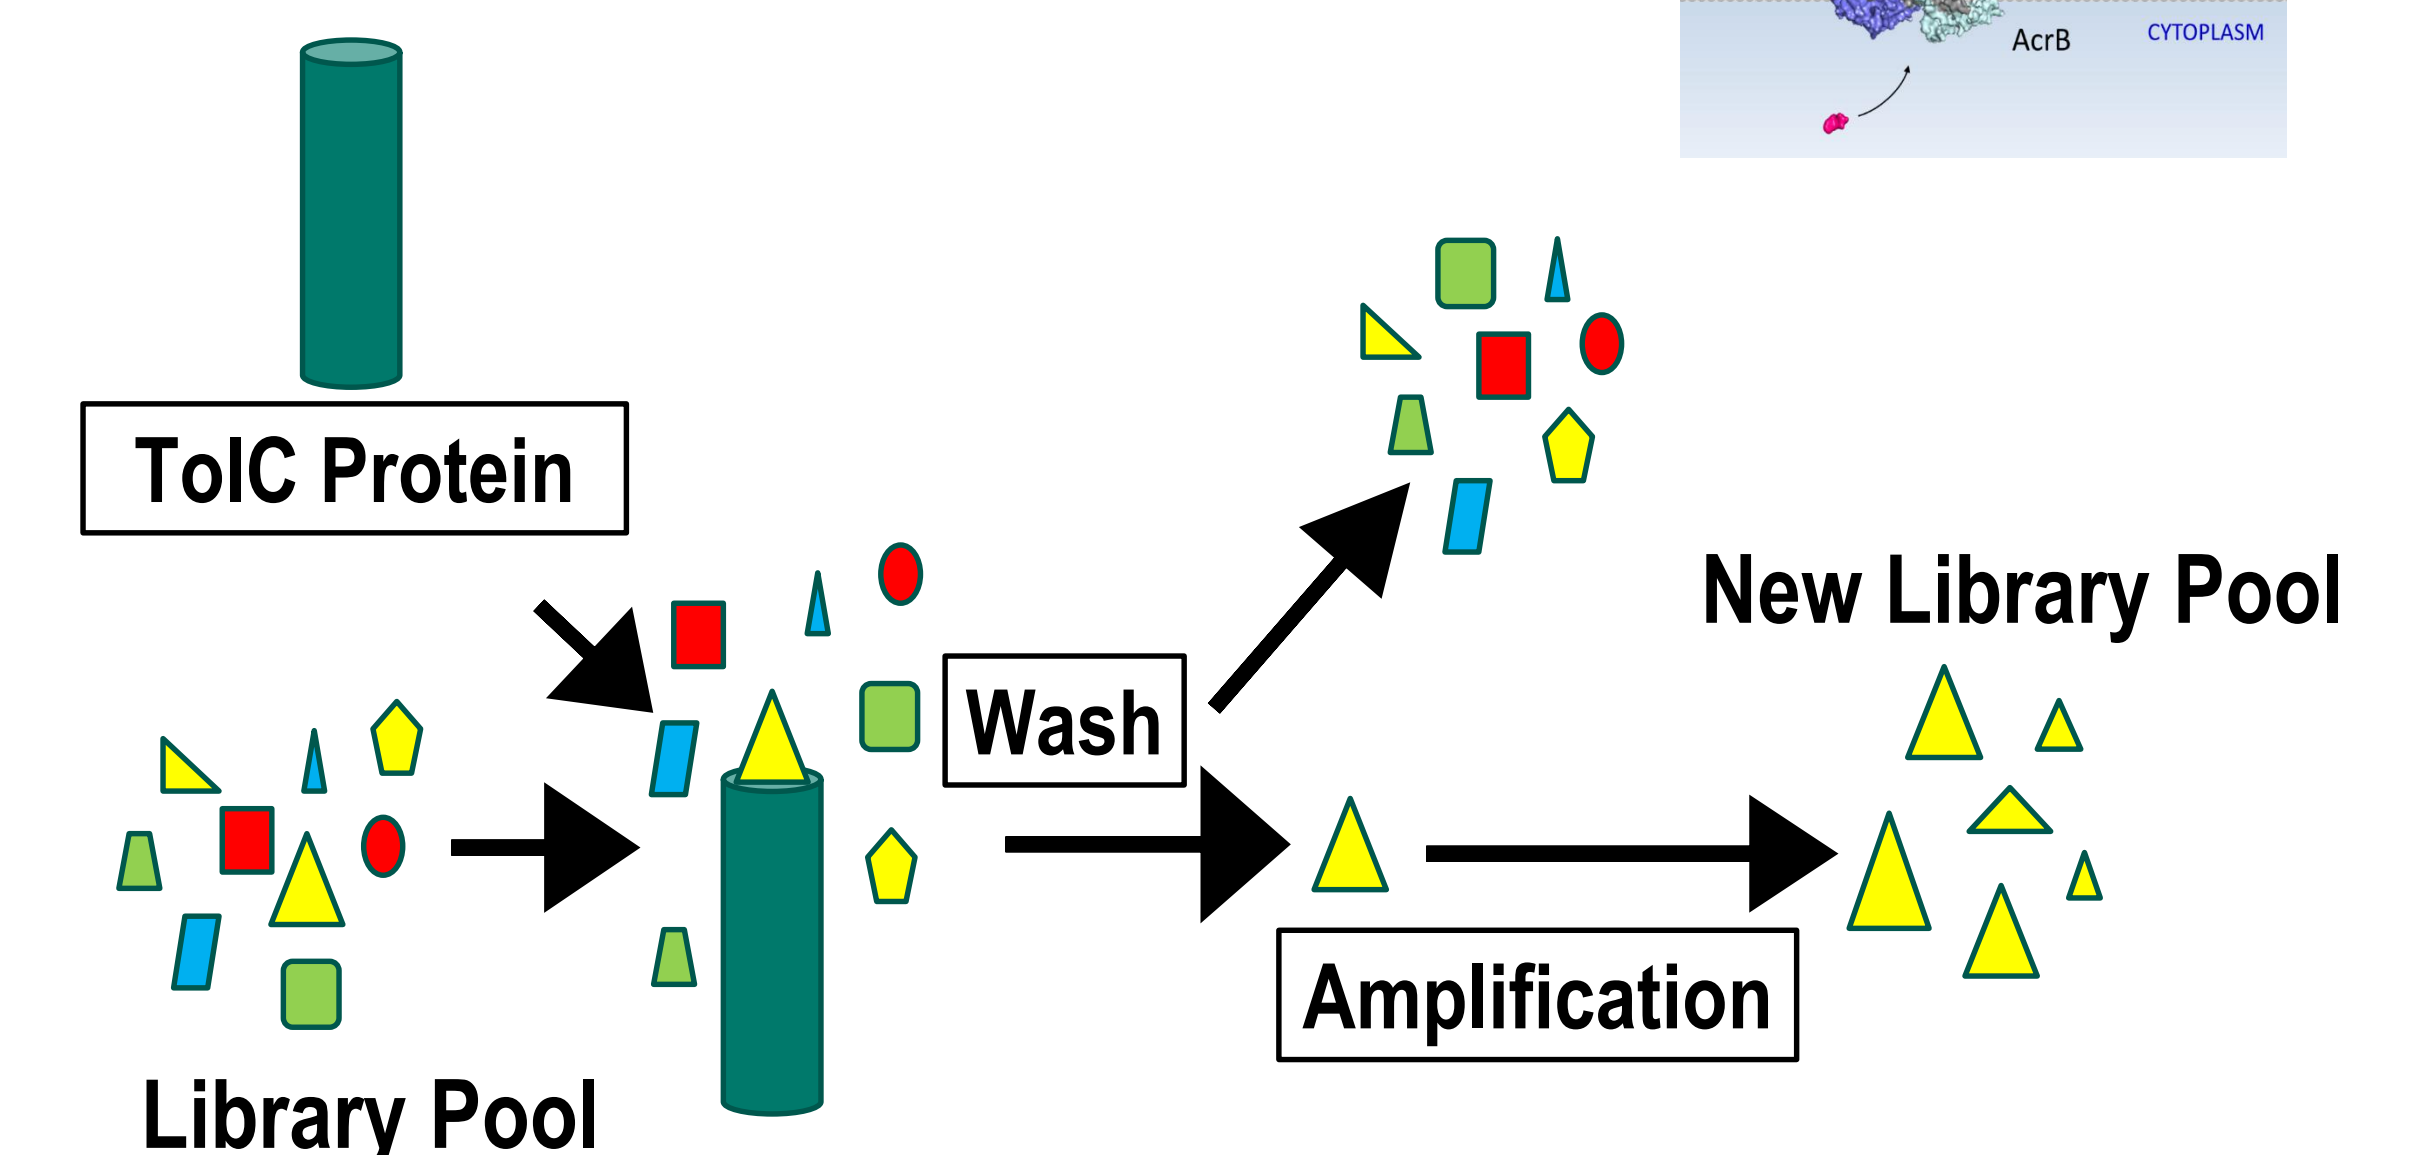 CYTOPLASM
AcrB
TolC Protein
New Library Pool
Wash
Amplification
Library Pool